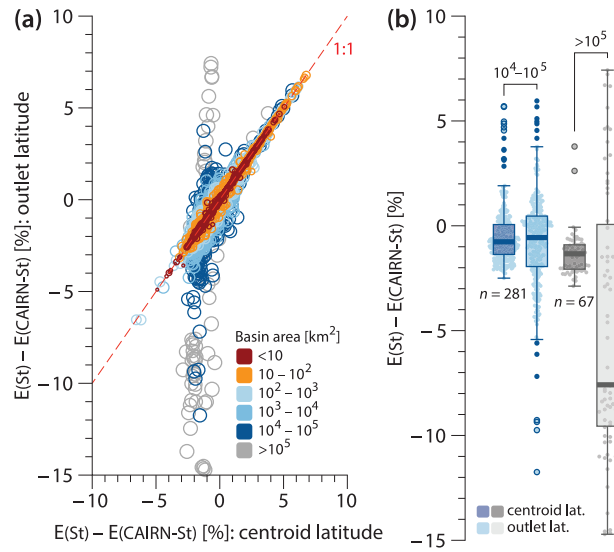 (a)
10
5
0
−5
−10
−15
E(St) − E(CAIRN-St) [%]: outlet latitude
1:1
Basin area [km²]
<10
10 – 10²
10² – 10³
10³ – 10⁴
10⁴ – 10⁵
>10⁵
−10
−5
0
5
10
E(St) − E(CAIRN-St) [%]: centroid latitude
(b)
10
5
0
−5
−10
−15
E(St) − E(CAIRN-St) [%]
10⁴–10⁵
>10⁵
n = 281
n = 67
centroid lat.
outlet lat.